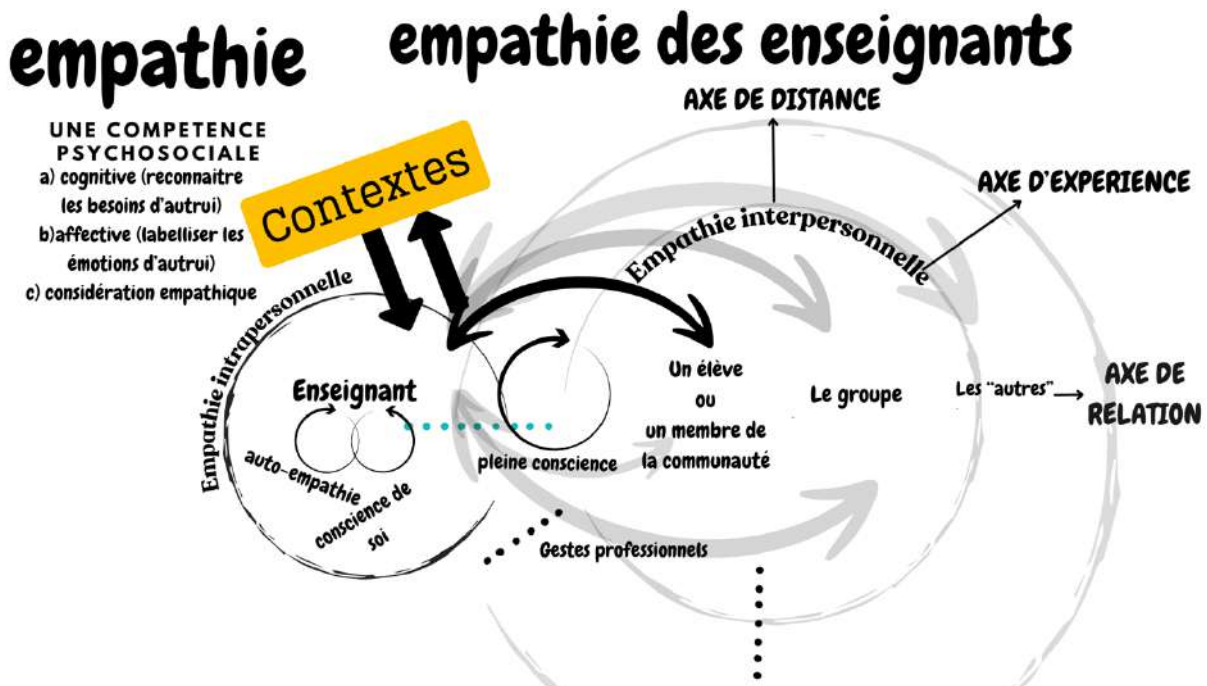 empathie
empathie des enseignants
UNE COMPETENCE
PSYCHOSOCIALE
a) cognitive (reconnaitre
les besoins d'autrui)
b)affective (labelliser les
émotions d'autrui)
c) considération empathique
Contextes
AXE DE DISTANCE
AXE D'EXPERIENCE
Empathie interpersonnelle
Empathie intrapersonnelle
Enseignant
auto-empathie
conscience de
soi
pleine conscience
Un élève
ou
un membre de
la communauté
Le groupe
Les "autres"
AXE DE
RELATION
Gestes professionnels